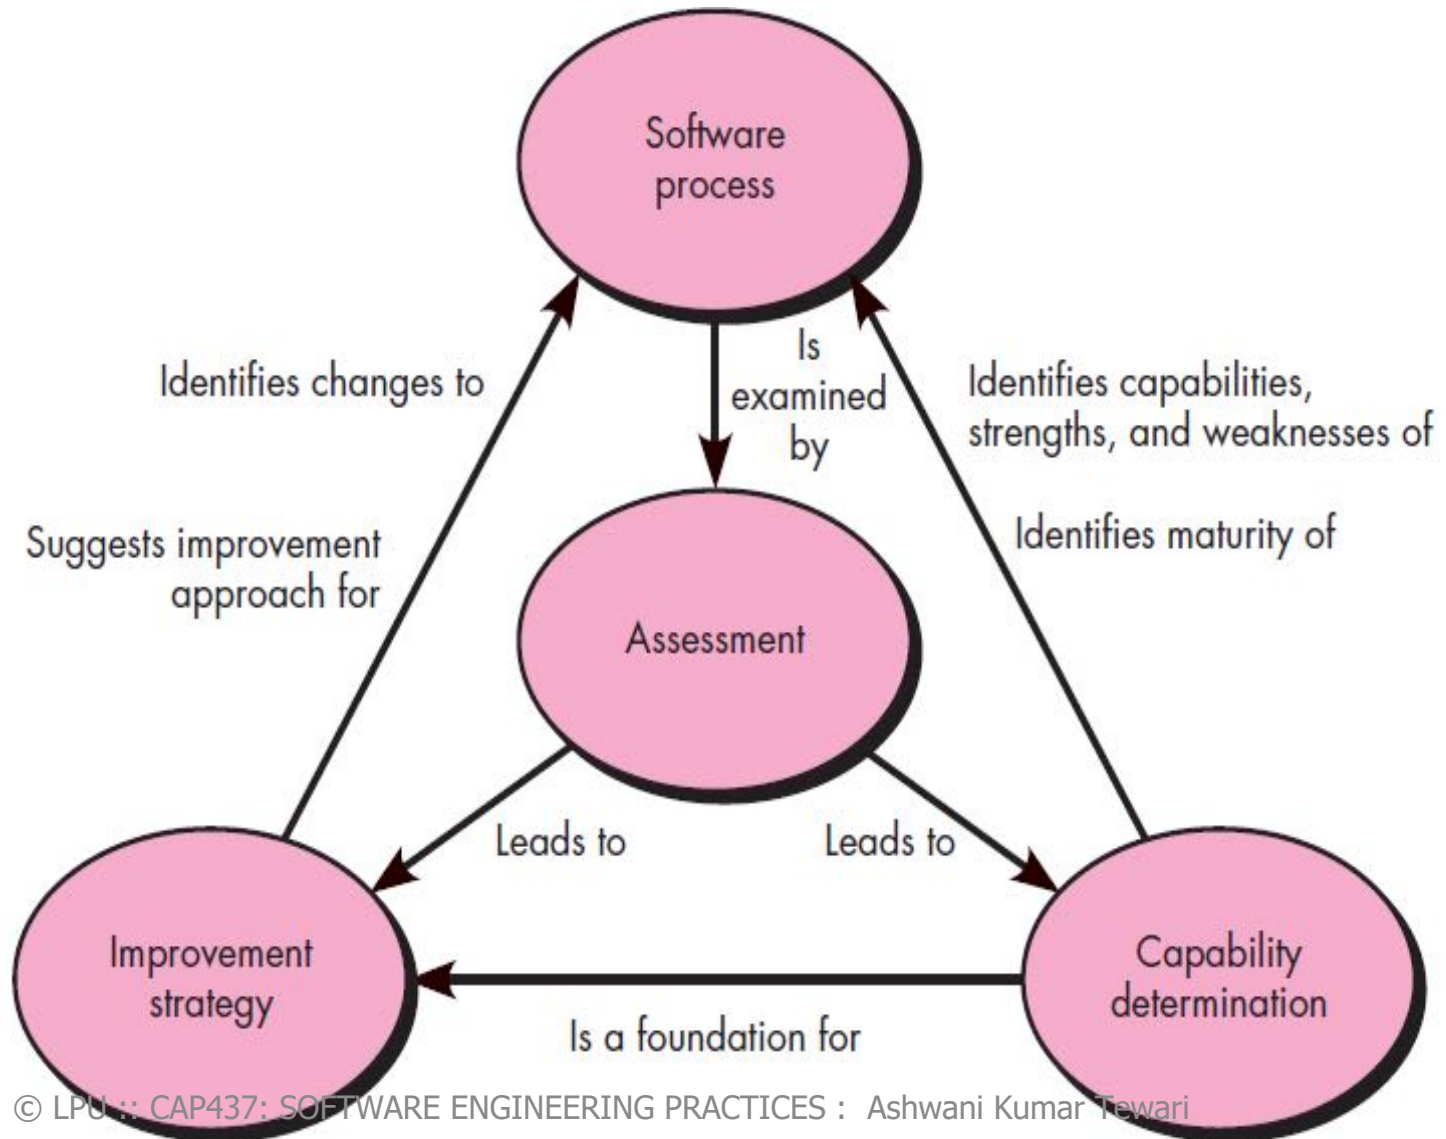 Software
process
Is
examined
by
Identifies changes to
Identifies capabilities,
strengths, and weaknesses of
Suggests improvement
approach for
Identifies maturity of
Assessment
Leads to
Leads to
Improvement
strategy
Capability
determination
Is a foundation for
© LPU :: CAP437: SOFTWARE ENGINEERING PRACTICES : Ashwani Kumar Tewari